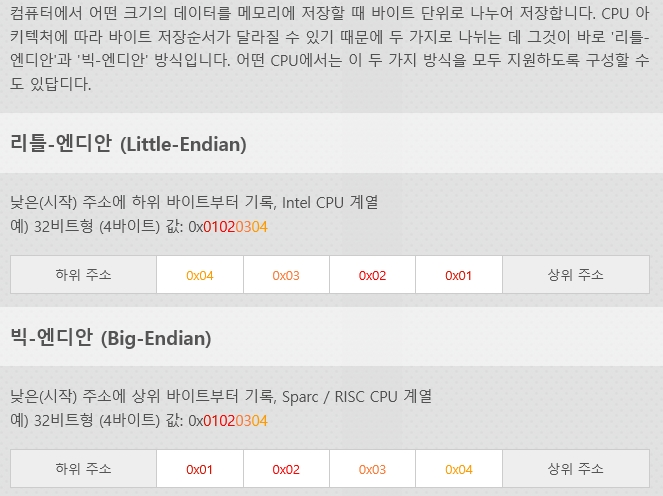 컴퓨터에서 어떤 크기의 데이터를 메모리에 저장할 때 바이트 단위로 나누어 저장합니다. CPU 아
키텍처에 따라 바이트 저장순서가 달라질 수 있기 때문에 두 가지로 나뉘는 데 그것이 바로 '리틀-
엔디안'과 '빅-엔디안' 방식입니다. 어떤 CPU에서는 이 두 가지 방식을 모두 지원하도록 구성할 수
도 있답디다.
리틀-엔디안 (Little-Endian)
낮은(시작) 주소에 하위 바이트부터 기록, Intel CPU 계열
예) 32비트형 (4바이트) 값: 0x01020304
하위 주소 0x04 0x03 0x02 0x01 상위 주소
빅-엔디안 (Big-Endian)
낮은(시작) 주소에 상위 바이트부터 기록, Sparc / RISC CPU 계열
예) 32비트형 (4바이트) 값: 0x01020304
하위 주소 0x01 0x02 0x03 0x04 상위 주소